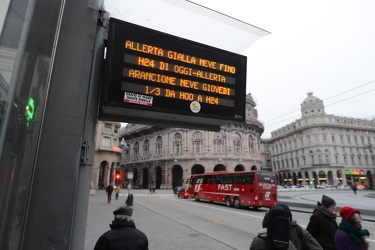 ALLERTA GIALLA NEVE FINO
H24 DI OGGI-ALLERTA
ARANCIONE NEVE GIOVEDI
1/3 DA H00 A H24
FAST